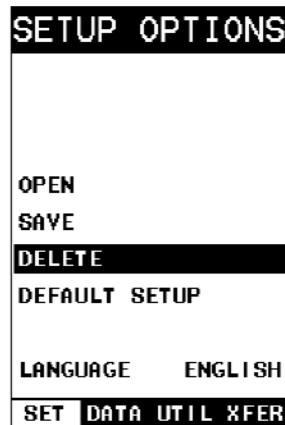 SETUP OPTIONS
OPEN
SAVE
DELETE
DEFAULT SETUP
LANGUAGE ENGLISH
SET DATA UTIL XFER